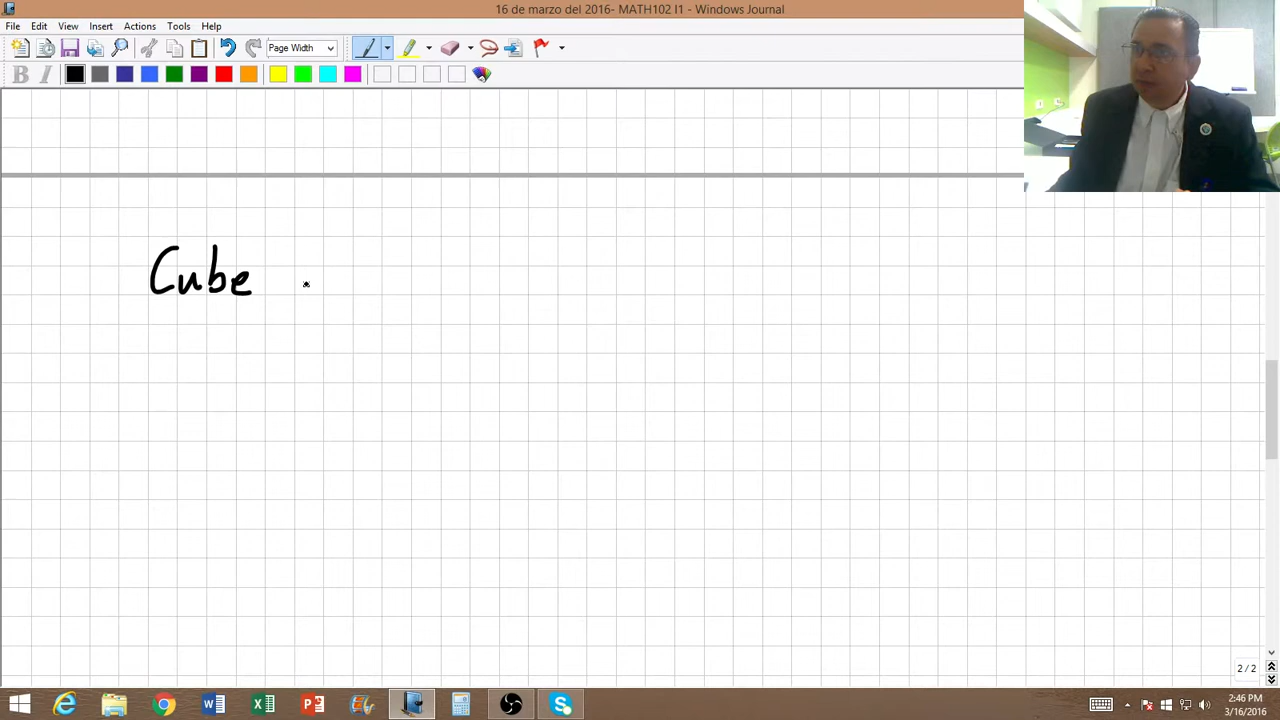 16 de marzo del 2016- MATH102 I1 - Windows Journal
File Edit View Insert Actions Tools Help
Page Width
B I
Cube
2 / 2
2:46 PM
3/16/2016